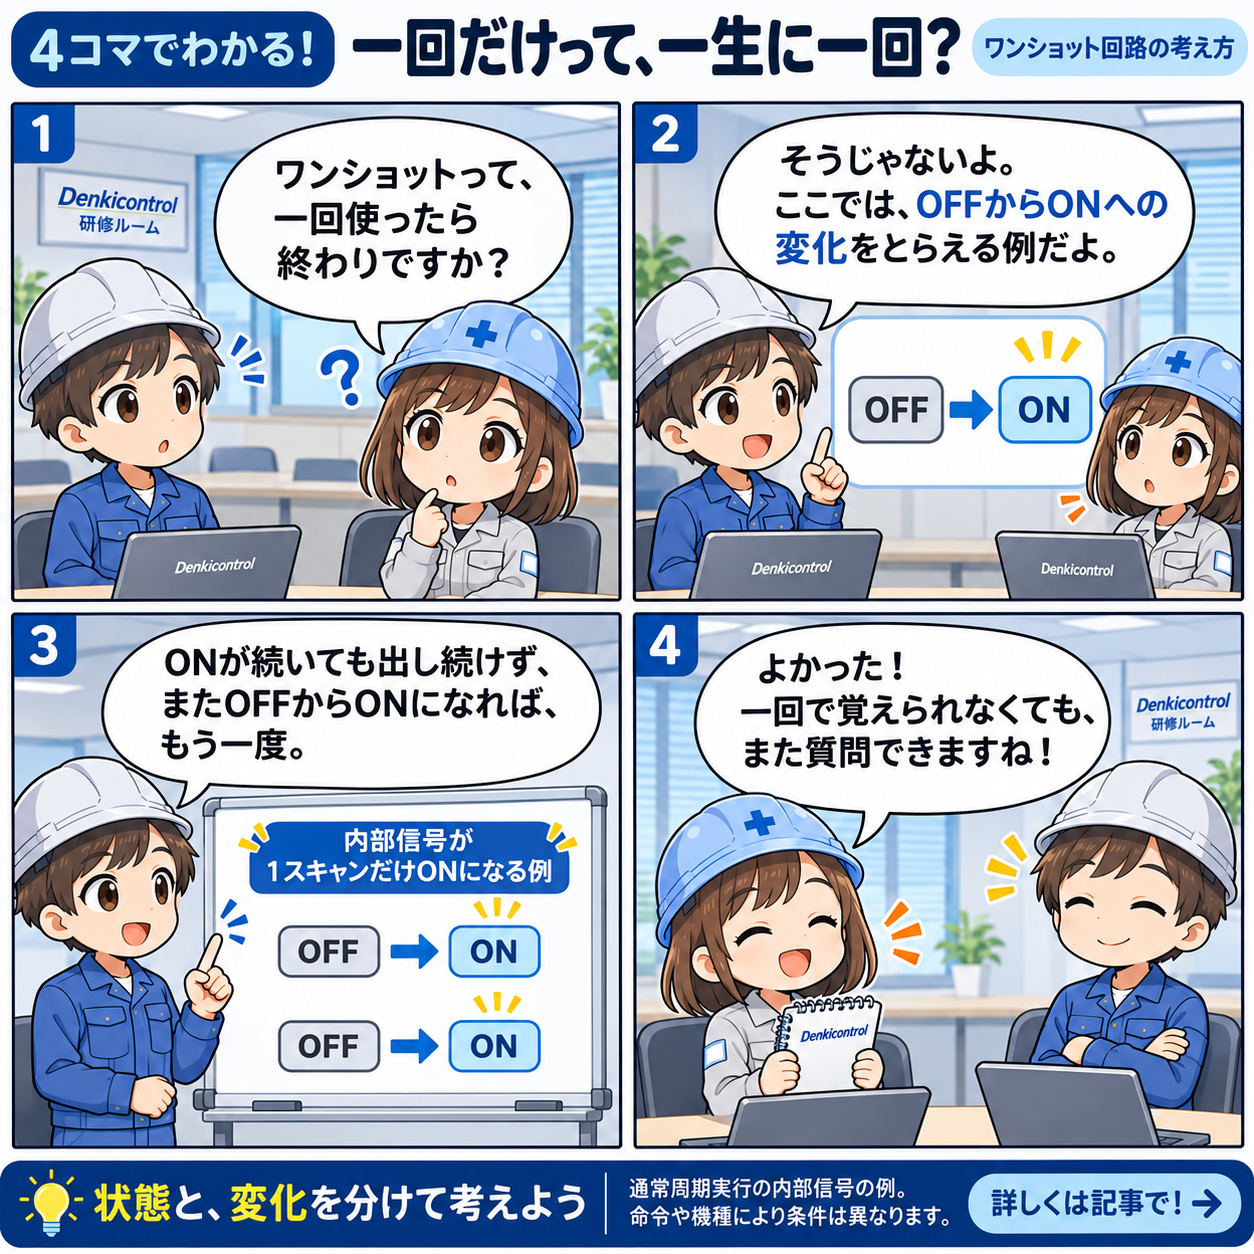 4コマでわかる!
一回だけって、一生に一回?
ワンショット回路の考え方
1
Denkicontrol
研修ルーム
ワンショットって、
一回使ったら
終わりですか?
?
Denkicontrol
2
そうじゃないよ。
ここでは、OFFからONへの
変化をとらえる例だよ。
OFF
ON
Denkicontrol
Denkicontrol
3
ONが続いても出し続けず、
またOFFからONになれば、
もう一度。
内部信号が
1スキャンだけONになる例
OFF
ON
OFF
ON
4
よかった!
一回で覚えられなくても、
また質問できますね!
Denkicontrol
研修ルーム
Denkicontrol
状態と、変化を分けて考えよう
通常周期実行の内部信号の例。
命令や機種により条件は異なります。
詳しくは記事で!